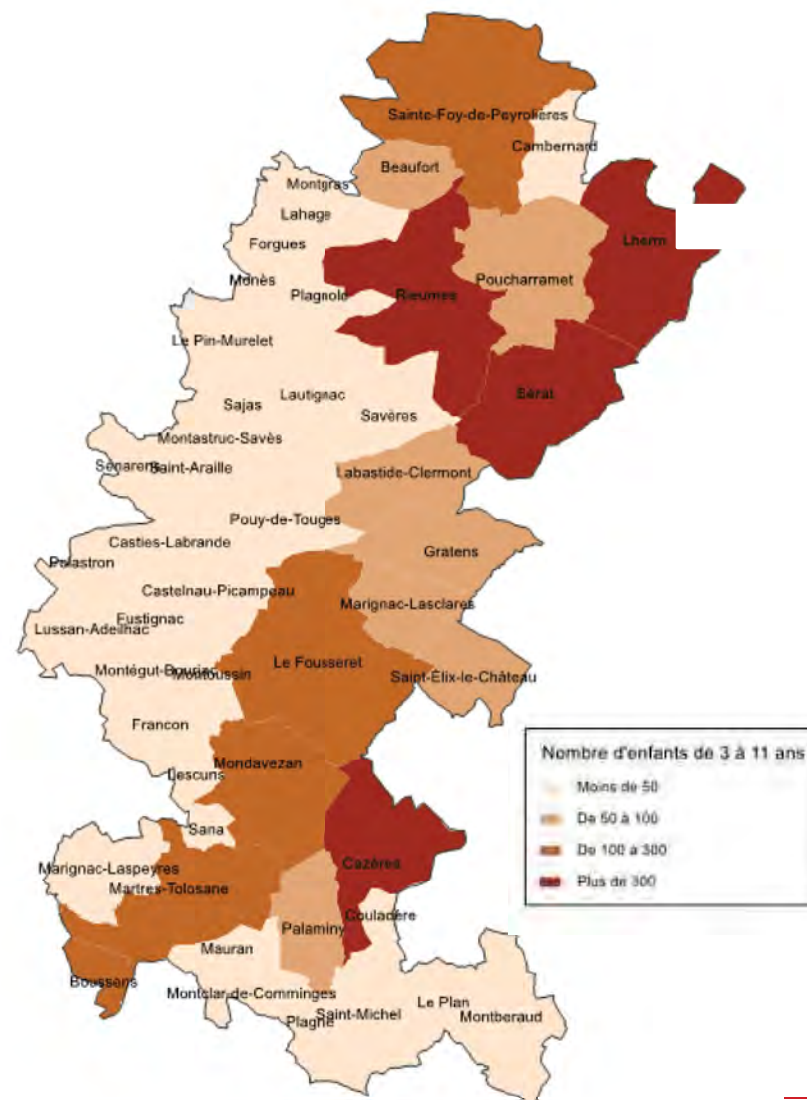 Sainte-Foy-de-Peyrolières
Cambernard
Beaufort
Montgras
Lahage
Forgues
Lherm
Monès
Poucharramet
Plagnole
Rieumes
Le Pin-Murelet
Lautignac
Bérat
Sajas
Savères
Montastruc-Savès
Sénarens
Saint-Araille
Labastide-Clermont
Pouy-de-Touges
Casties-Labrande
Gratens
Polastron
Castelnau-Picampeau
Marignac-Lasclares
Fustignac
Lussan-Adeilhac
Le Fousseret
Montégut-Bourjac
Montoussin
Saint-Élix-le-Château
Francon
Nombre d'enfants de 3 à 11 ans
Mondavezan
Lescuns
Moins de 50
De 50 à 100
Sana
De 100 à 300
Cazères
Marignac-Laspeyres
Plus de 300
Martres-Tolosane
Couladère
Palaminy
Mauran
Boussens
Montclar-de-Comminges
Le Plan
Saint-Michel
Plagne
Montberaud